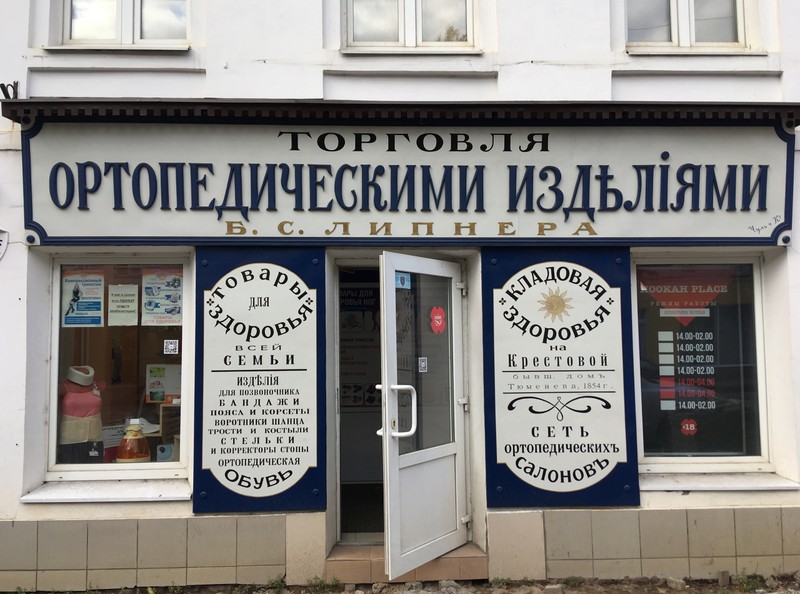 ТОРГОВЛЯ
ОРТОПЕДИЧЕСКИМИ ИЗДѢЛІЯМИ
Б. С. ЛИПНЕРА
товары
для
здоровья
всей
семьи
издѣлія
для позвоночника
бандажи
пояса и корсеты
воротники шанца
трости и костыли
стельки
и корректоры стопы
ортопедическая
обувь
кладовая
здоровья
на
Крестовой
бывш. домъ
Тюменева, 1854 г.
сеть
ортопедическихъ
салоновъ
HOOKAH PLACE
РЕЖИМ РАБОТЫ
14.00-02.00
14.00-02.00
14.00-02.00
14.00-02.00
14.00-04.00
14.00-04.00
14.00-02.00
+18